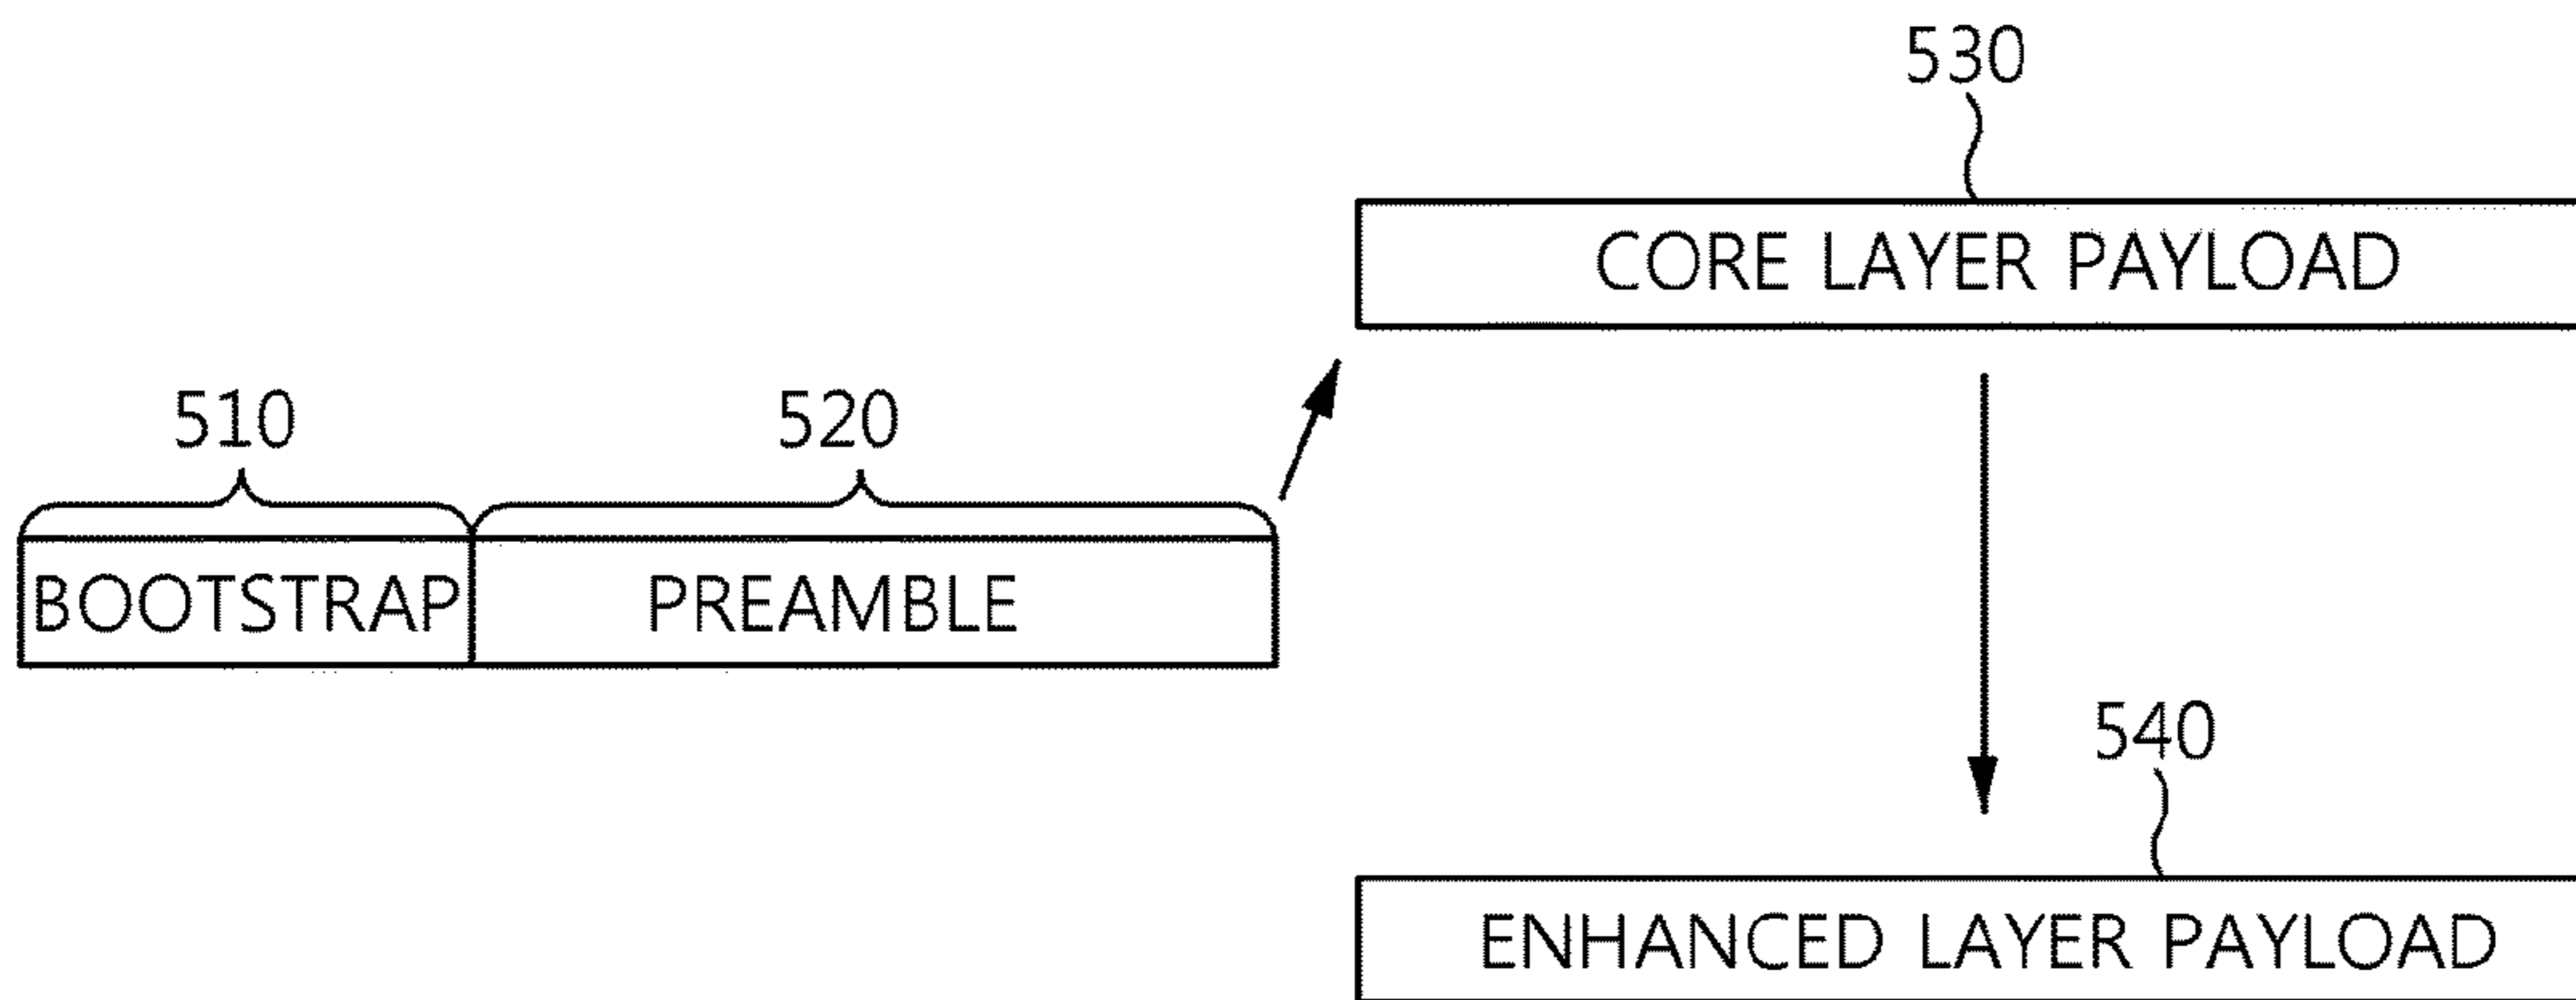 530
CORE LAYER PAYLOAD
510 520
BOOTSTRAP PREAMBLE
540
ENHANCED LAYER PAYLOAD